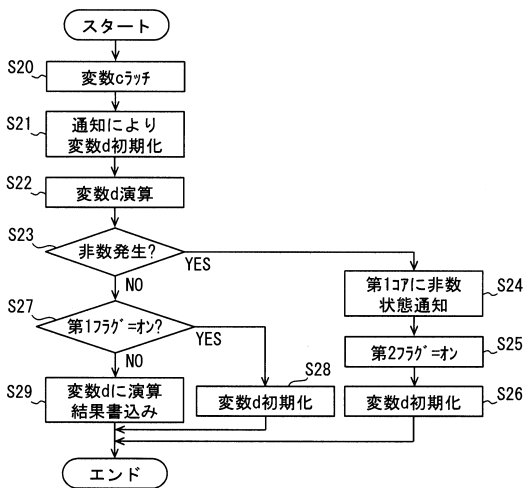 スタート
S20
変数cﾗｯﾁ
S21
通知により
変数d初期化
S22
変数d演算
S23
非数発生?
YES
NO
S24
第1ｺｱに非数
状態通知
S27
第1ﾌﾗｸﾞ=オン?
YES
NO
S25
第2ﾌﾗｸﾞ=オン
S29
変数dに演算
結果書込み
S28
変数d初期化
S26
変数d初期化
エンド